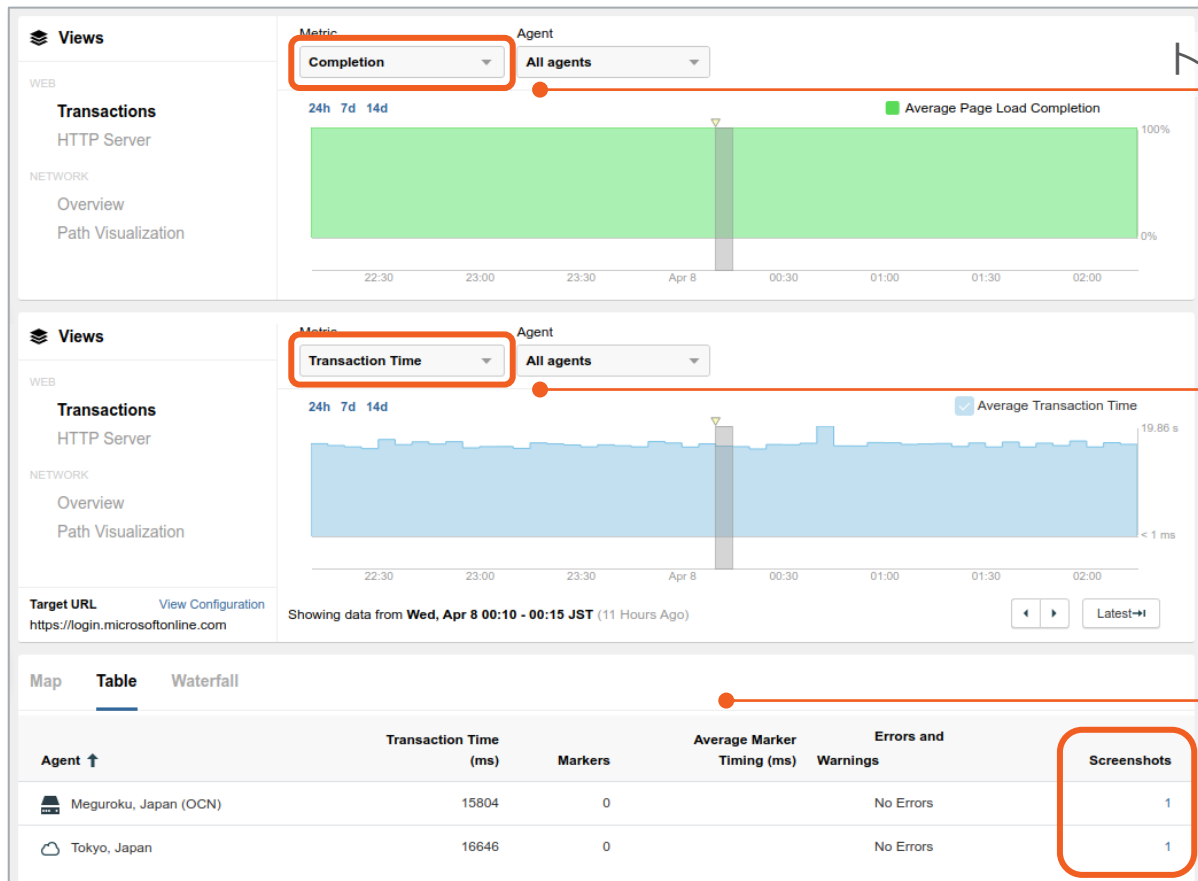 Views
Metric
Agent
Completion
All agents
ト
WEB
Transactions
HTTP Server
NETWORK
Overview
Path Visualization
24h 7d 14d
Average Page Load Completion
100%
0%
22:30 23:00 23:30 Apr 8 00:30 01:00 01:30 02:00
Views
Metric
Agent
Transaction Time
All agents
WEB
Transactions
HTTP Server
NETWORK
Overview
Path Visualization
24h 7d 14d
Average Transaction Time
19.86 s
< 1 ms
22:30 23:00 23:30 Apr 8 00:30 01:00 01:30 02:00
Target URL View Configuration
https://login.microsoftonline.com
Showing data from Wed, Apr 8 00:10 - 00:15 JST (11 Hours Ago)
Latest
Map Table Waterfall
Agent Transaction Time (ms) Markers Average Marker Timing (ms) Errors and Warnings Screenshots
Meguroku, Japan (OCN) 15804 0 No Errors 1
Tokyo, Japan 16646 0 No Errors 1